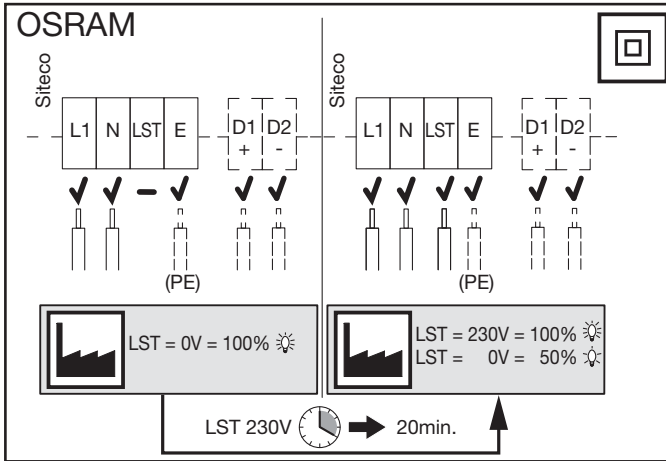 OSRAM
Siteco
L1 N LST E D1 D2
+ -
(PE)
LST = 0V = 100%
Siteco
L1 N LST E D1 D2
+ -
(PE)
LST = 230V = 100%
LST = 0V = 50%
LST 230V 20min.